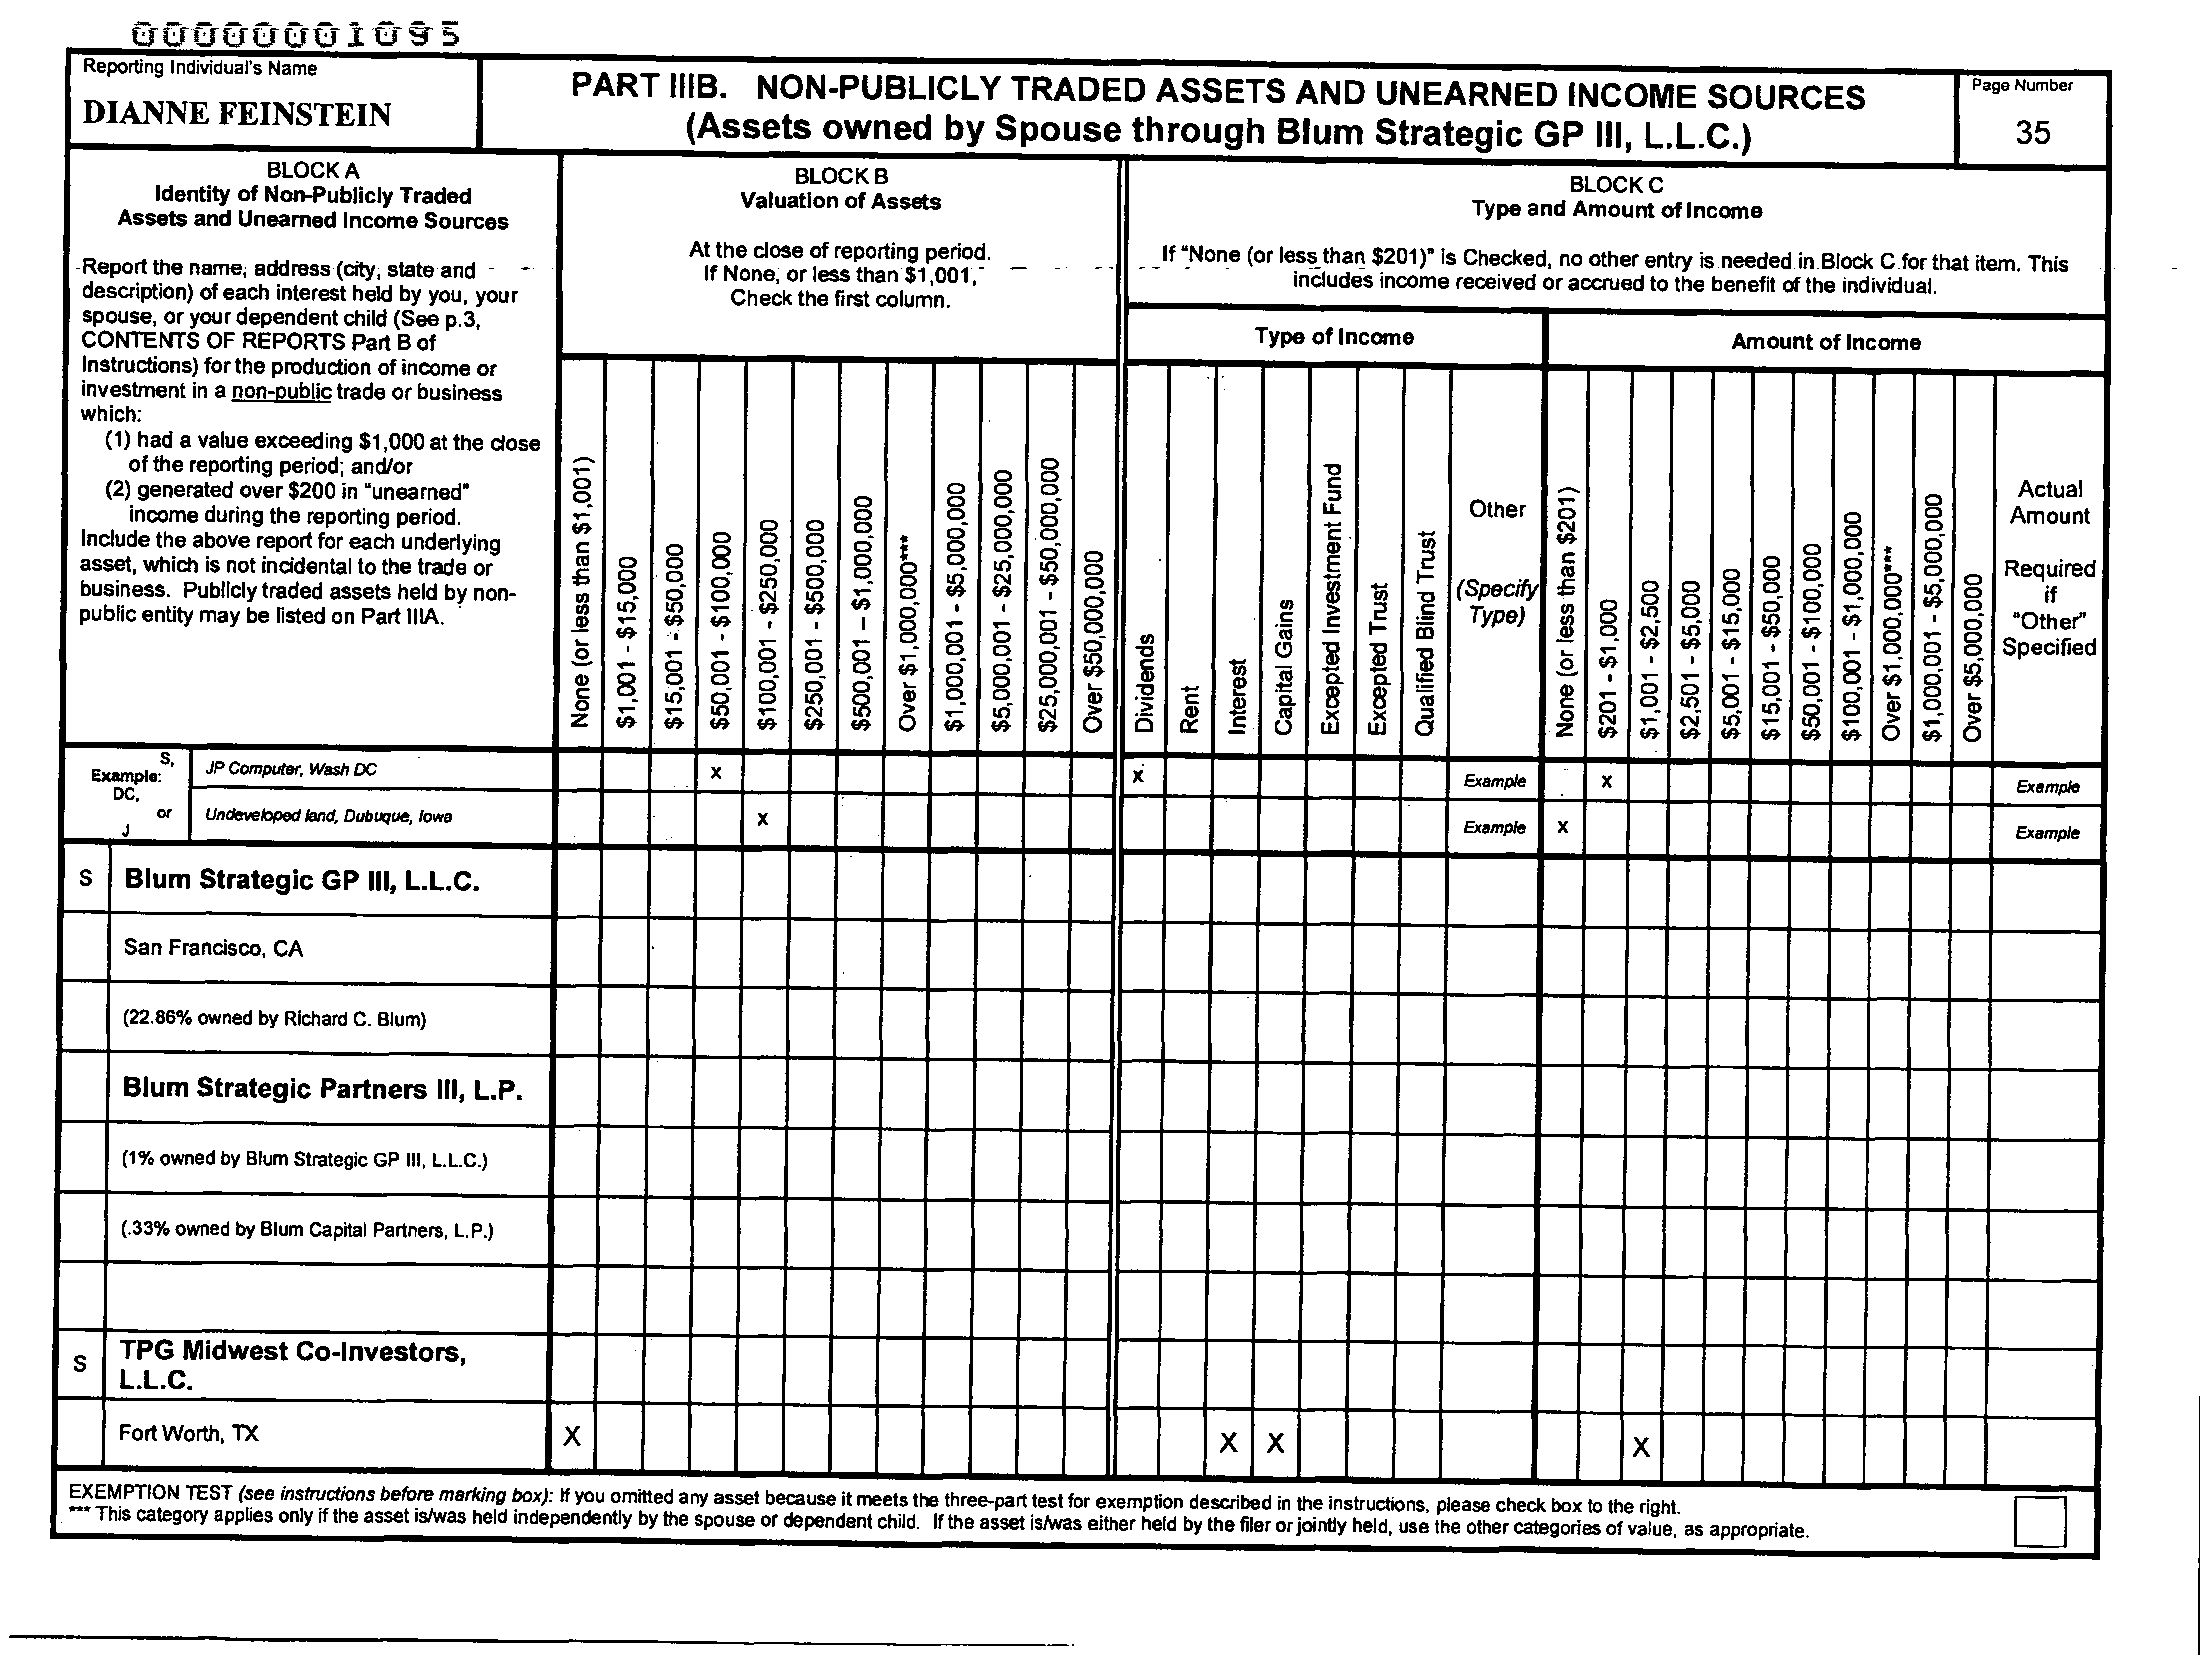 00000001095
Reporting Individual's Name
DIANNE FEINSTEIN
PART IIIB. NON-PUBLICLY TRADED ASSETS AND UNEARNED INCOME SOURCES
(Assets owned by Spouse through Blum Strategic GP III, L.L.C.)
Page Number
35
BLOCK A
Identity of Non-Publicly Traded
Assets and Unearned Income Sources
Report the name, address (city, state and
description) of each interest held by you, your
spouse, or your dependent child (See p.3,
CONTENTS OF REPORTS Part B of
Instructions) for the production of income or
investment in a non-public trade or business
which:
(1) had a value exceeding $1,000 at the close
of the reporting period; and/or
(2) generated over $200 in "unearned"
income during the reporting period.
Include the above report for each underlying
asset, which is not incidental to the trade or
business. Publicly traded assets held by non-
public entity may be listed on Part IIIA.
BLOCK B
Valuation of Assets
At the close of reporting period.
If None, or less than $1,001,
Check the first column.
None (or less than $1,001)
$1,001 - $15,000
$15,001 - $50,000
$50,001 - $100,000
$100,001 - $250,000
$250,001 - $500,000
$500,001 - $1,000,000
Over $1,000,000***
$1,000,001 - $5,000,000
$5,000,001 - $25,000,000
$25,000,001 - $50,000,000
Over $50,000,000
BLOCK C
Type and Amount of Income
If "None (or less than $201)" is Checked, no other entry is needed in Block C for that item. This
includes income received or accrued to the benefit of the individual.
Type of Income
Amount of Income
Dividends
Rent
Interest
Capital Gains
Excepted Investment Fund
Excepted Trust
Qualified Blind Trust
Other
(Specify
Type)
None (or less than $201)
$201 - $1,000
$1,001 - $2,500
$2,501 - $5,000
$5,001 - $15,000
$15,001 - $50,000
$50,001 - $100,000
$100,001 - $1,000,000
Over $1,000,000***
$1,000,001 - $5,000,000
Over $5,000,000
Actual
Amount
Required
if
"Other"
Specified
Example:
S,
DC,
or
J
JP Computer, Wash DC x x Example x Example
Undeveloped land, Dubuque, Iowa x Example x Example
S Blum Strategic GP III, L.L.C.
San Francisco, CA
(22.86% owned by Richard C. Blum)
Blum Strategic Partners III, L.P.
(1% owned by Blum Strategic GP III, L.L.C.)
(.33% owned by Blum Capital Partners, L.P.)
S TPG Midwest Co-Investors,
L.L.C.
Fort Worth, TX X X X X
EXEMPTION TEST (see instructions before marking box): If you omitted any asset because it meets the three-part test for exemption described in the instructions, please check box to the right.
*** This category applies only if the asset is/was held independently by the spouse or dependent child. If the asset is/was either held by the filer or jointly held, use the other categories of value, as appropriate.